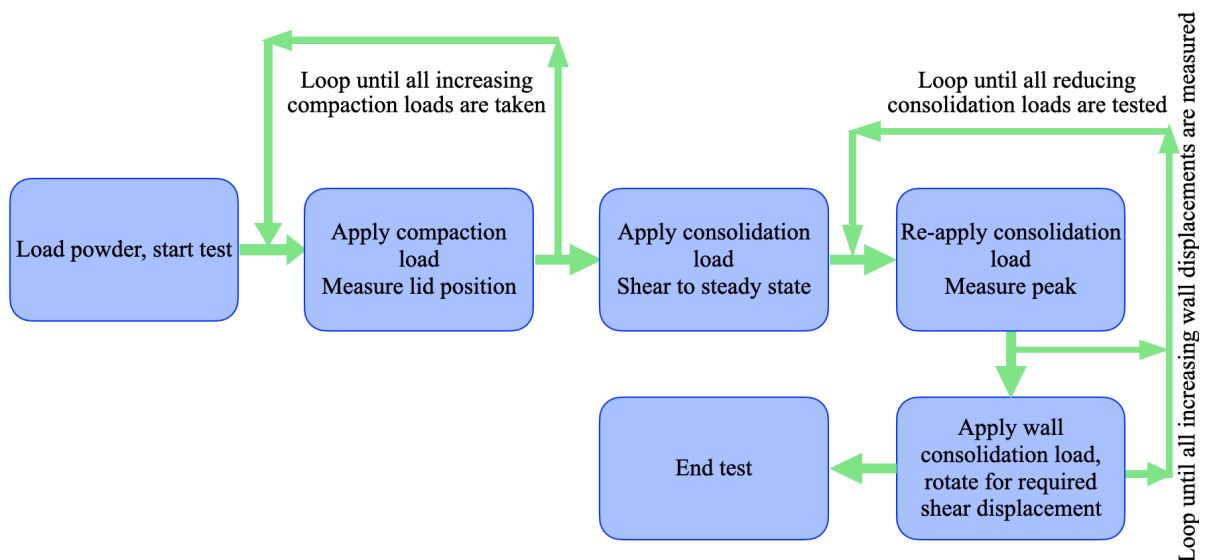 Loop until all increasing
compaction loads are taken
Loop until all reducing
consolidation loads are tested
Loop until all increasing wall displacements are measured
Load powder, start test
Apply compaction
load
Measure lid position
Apply consolidation
load
Shear to steady state
Re-apply consolidation
load
Measure peak
End test
Apply wall
consolidation load,
rotate for required
shear displacement